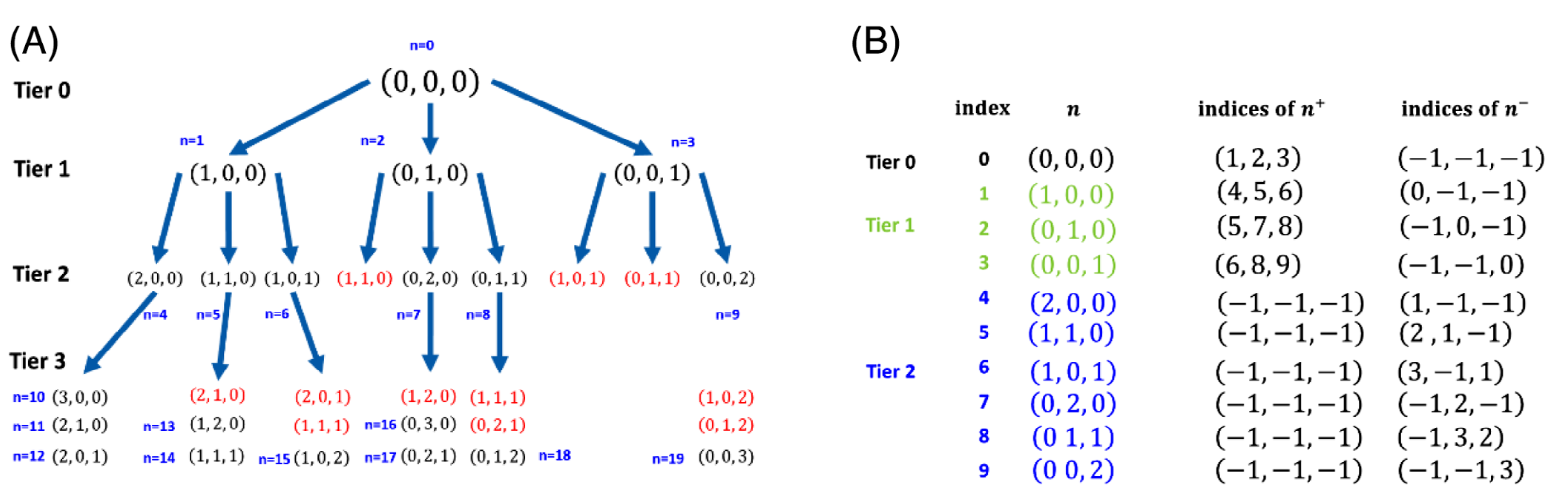 (A)
n=0
Tier 0
(0, 0, 0)
n=1 n=2 n=3
Tier 1
(1, 0, 0) (0, 1, 0) (0, 0, 1)
Tier 2
(2, 0, 0) (1, 1, 0) (1, 0, 1) (1, 1, 0) (0, 2, 0) (0, 1, 1) (1, 0, 1) (0, 1, 1) (0, 0, 2)
n=4 n=5 n=6 n=7 n=8 n=9
Tier 3
n=10 (3, 0, 0) (2, 1, 0) (2, 0, 1) (1, 2, 0) (1, 1, 1) (1, 0, 2)
n=11 (2, 1, 0) n=13 (1, 2, 0) (1, 1, 1) n=16 (0, 3, 0) (0, 2, 1) (0, 1, 2)
n=12 (2, 0, 1) n=14 (1, 1, 1) n=15 (1, 0, 2) n=17 (0, 2, 1) (0, 1, 2) n=18 n=19 (0, 0, 3)
(B)
index n indices of n⁺ indices of n⁻
Tier 0 0 (0, 0, 0) (1, 2, 3) (−1, −1, −1)
1 (1, 0, 0) (4, 5, 6) (0, −1, −1)
Tier 1 2 (0, 1, 0) (5, 7, 8) (−1, 0, −1)
3 (0, 0, 1) (6, 8, 9) (−1, −1, 0)
4 (2, 0, 0) (−1, −1, −1) (1, −1, −1)
5 (1, 1, 0) (−1, −1, −1) (2 , 1, −1)
Tier 2 6 (1, 0, 1) (−1, −1, −1) (3, −1, 1)
7 (0, 2, 0) (−1, −1, −1) (−1, 2, −1)
8 (0 1, 1) (−1, −1, −1) (−1, 3, 2)
9 (0 0, 2) (−1, −1, −1) (−1, −1, 3)